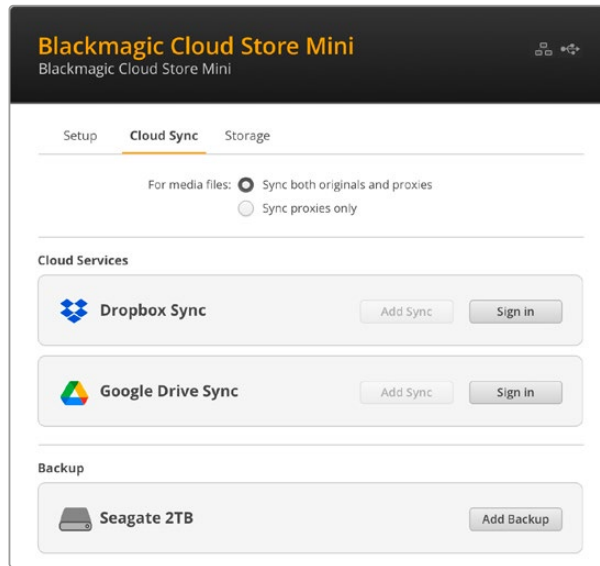 Blackmagic Cloud Store Mini
Blackmagic Cloud Store Mini
Setup Cloud Sync Storage
For media files: Sync both originals and proxies
Sync proxies only
Cloud Services
Dropbox Sync Add Sync Sign in
Google Drive Sync Add Sync Sign in
Backup
Seagate 2TB Add Backup